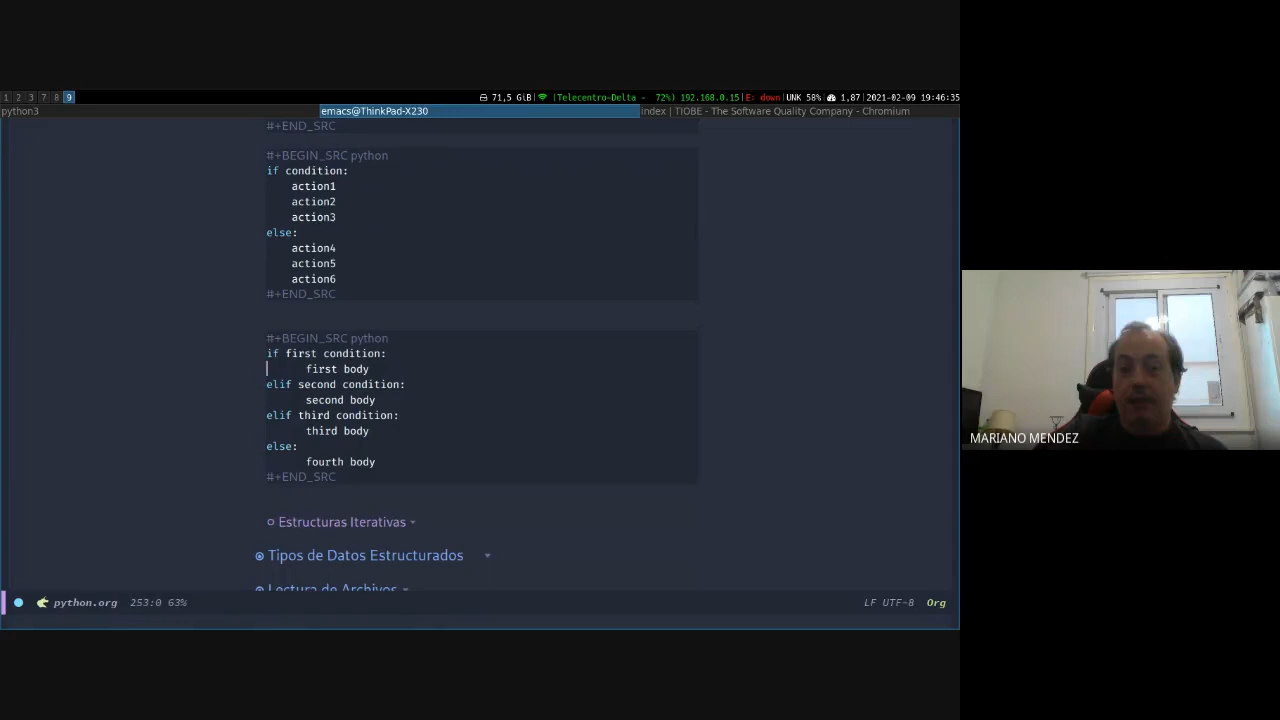 1 2 3 7 8 9
71,5 GiB | |Telecentro-Delta - 72%) 192.168.0.15|E: down|UNK 58%| 1,87|2021-02-09 19:46:35
python3
emacs@ThinkPad-X230
index | TIOBE - The Software Quality Company - Chromium
#+END_SRC
#+BEGIN_SRC python
if condition:
    action1
    action2
    action3
else:
    action4
    action5
    action6
#+END_SRC
#+BEGIN_SRC python
if first condition:
    first body
elif second condition:
    second body
elif third condition:
    third body
else:
    fourth body
#+END_SRC
Estructuras Iterativas
Tipos de Datos Estructurados
Lectura de Archivos
python.org 253:0 63%
LF UTF-8 Org
MARIANO MENDEZ